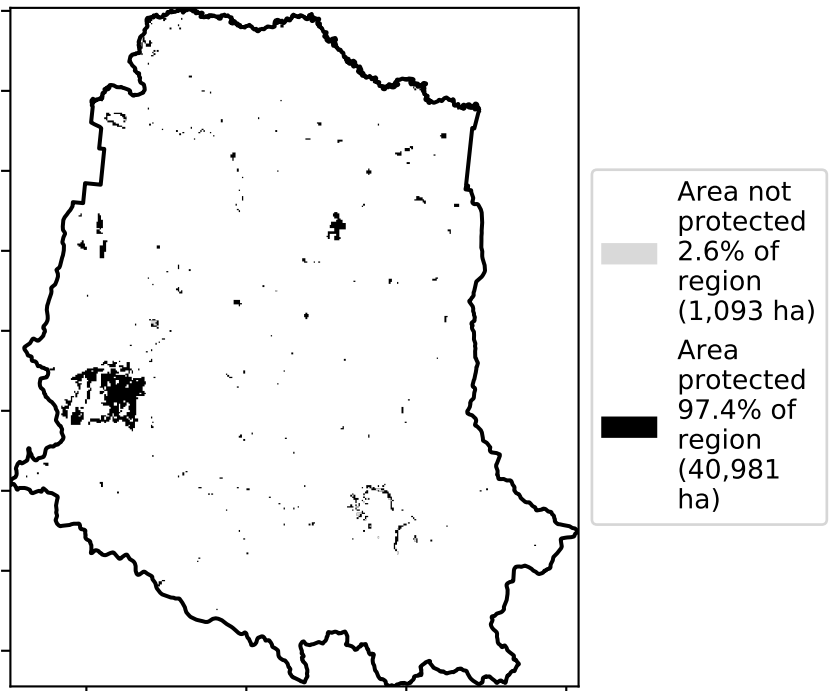 Area not
protected
2.6% of
region
(1,093 ha)
Area
protected
97.4% of
region
(40,981
ha)